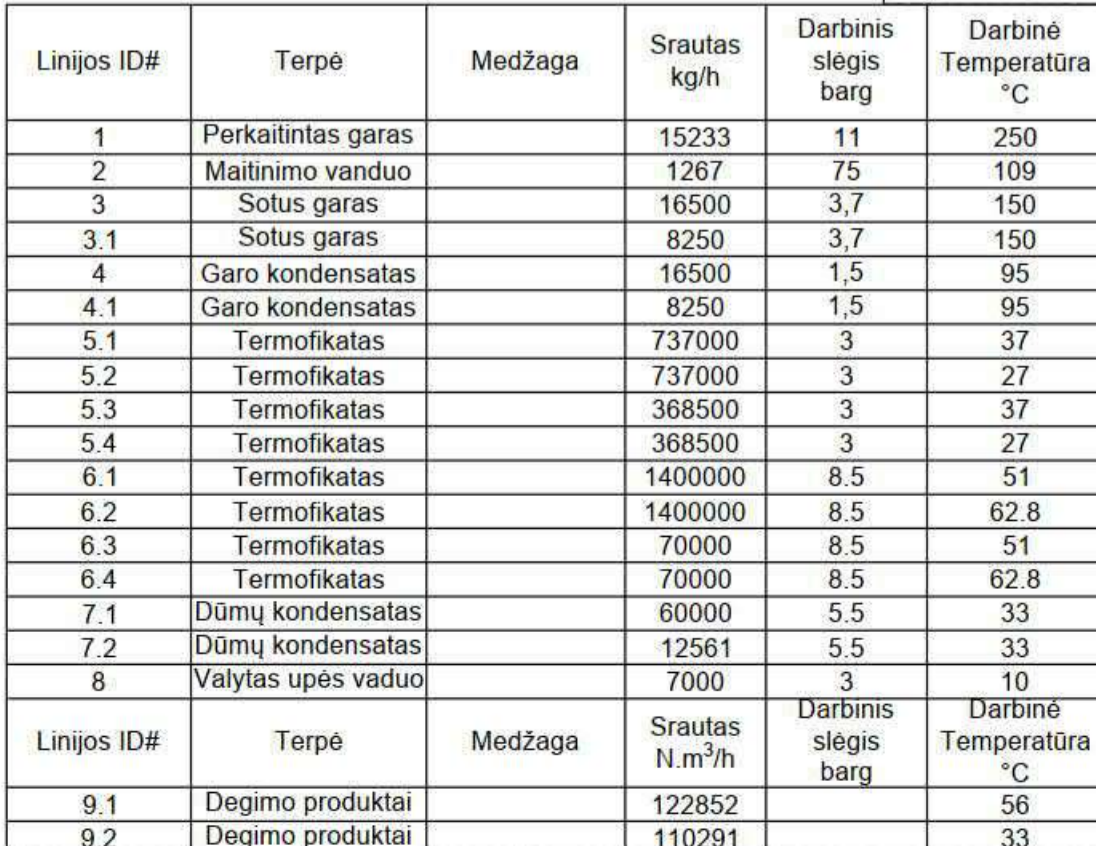 Linijos ID# Terpė Medžaga Srautas kg/h Darbinis slėgis barg Darbinė Temperatūra °C
1 Perkaitintas garas 15233 11 250
2 Maitinimo vanduo 1267 75 109
3 Sotus garas 16500 3,7 150
3.1 Sotus garas 8250 3,7 150
4 Garo kondensatas 16500 1,5 95
4.1 Garo kondensatas 8250 1,5 95
5.1 Termofikatas 737000 3 37
5.2 Termofikatas 737000 3 27
5.3 Termofikatas 368500 3 37
5.4 Termofikatas 368500 3 27
6.1 Termofikatas 1400000 8.5 51
6.2 Termofikatas 1400000 8.5 62.8
6.3 Termofikatas 70000 8.5 51
6.4 Termofikatas 70000 8.5 62.8
7.1 Dūmų kondensatas 60000 5.5 33
7.2 Dūmų kondensatas 12561 5.5 33
8 Valytas upės vaduo 7000 3 10
Linijos ID# Terpė Medžaga Srautas N.m³/h Darbinis slėgis barg Darbinė Temperatūra °C
9.1 Degimo produktai 122852 56
9.2 Degimo produktai 110291 33